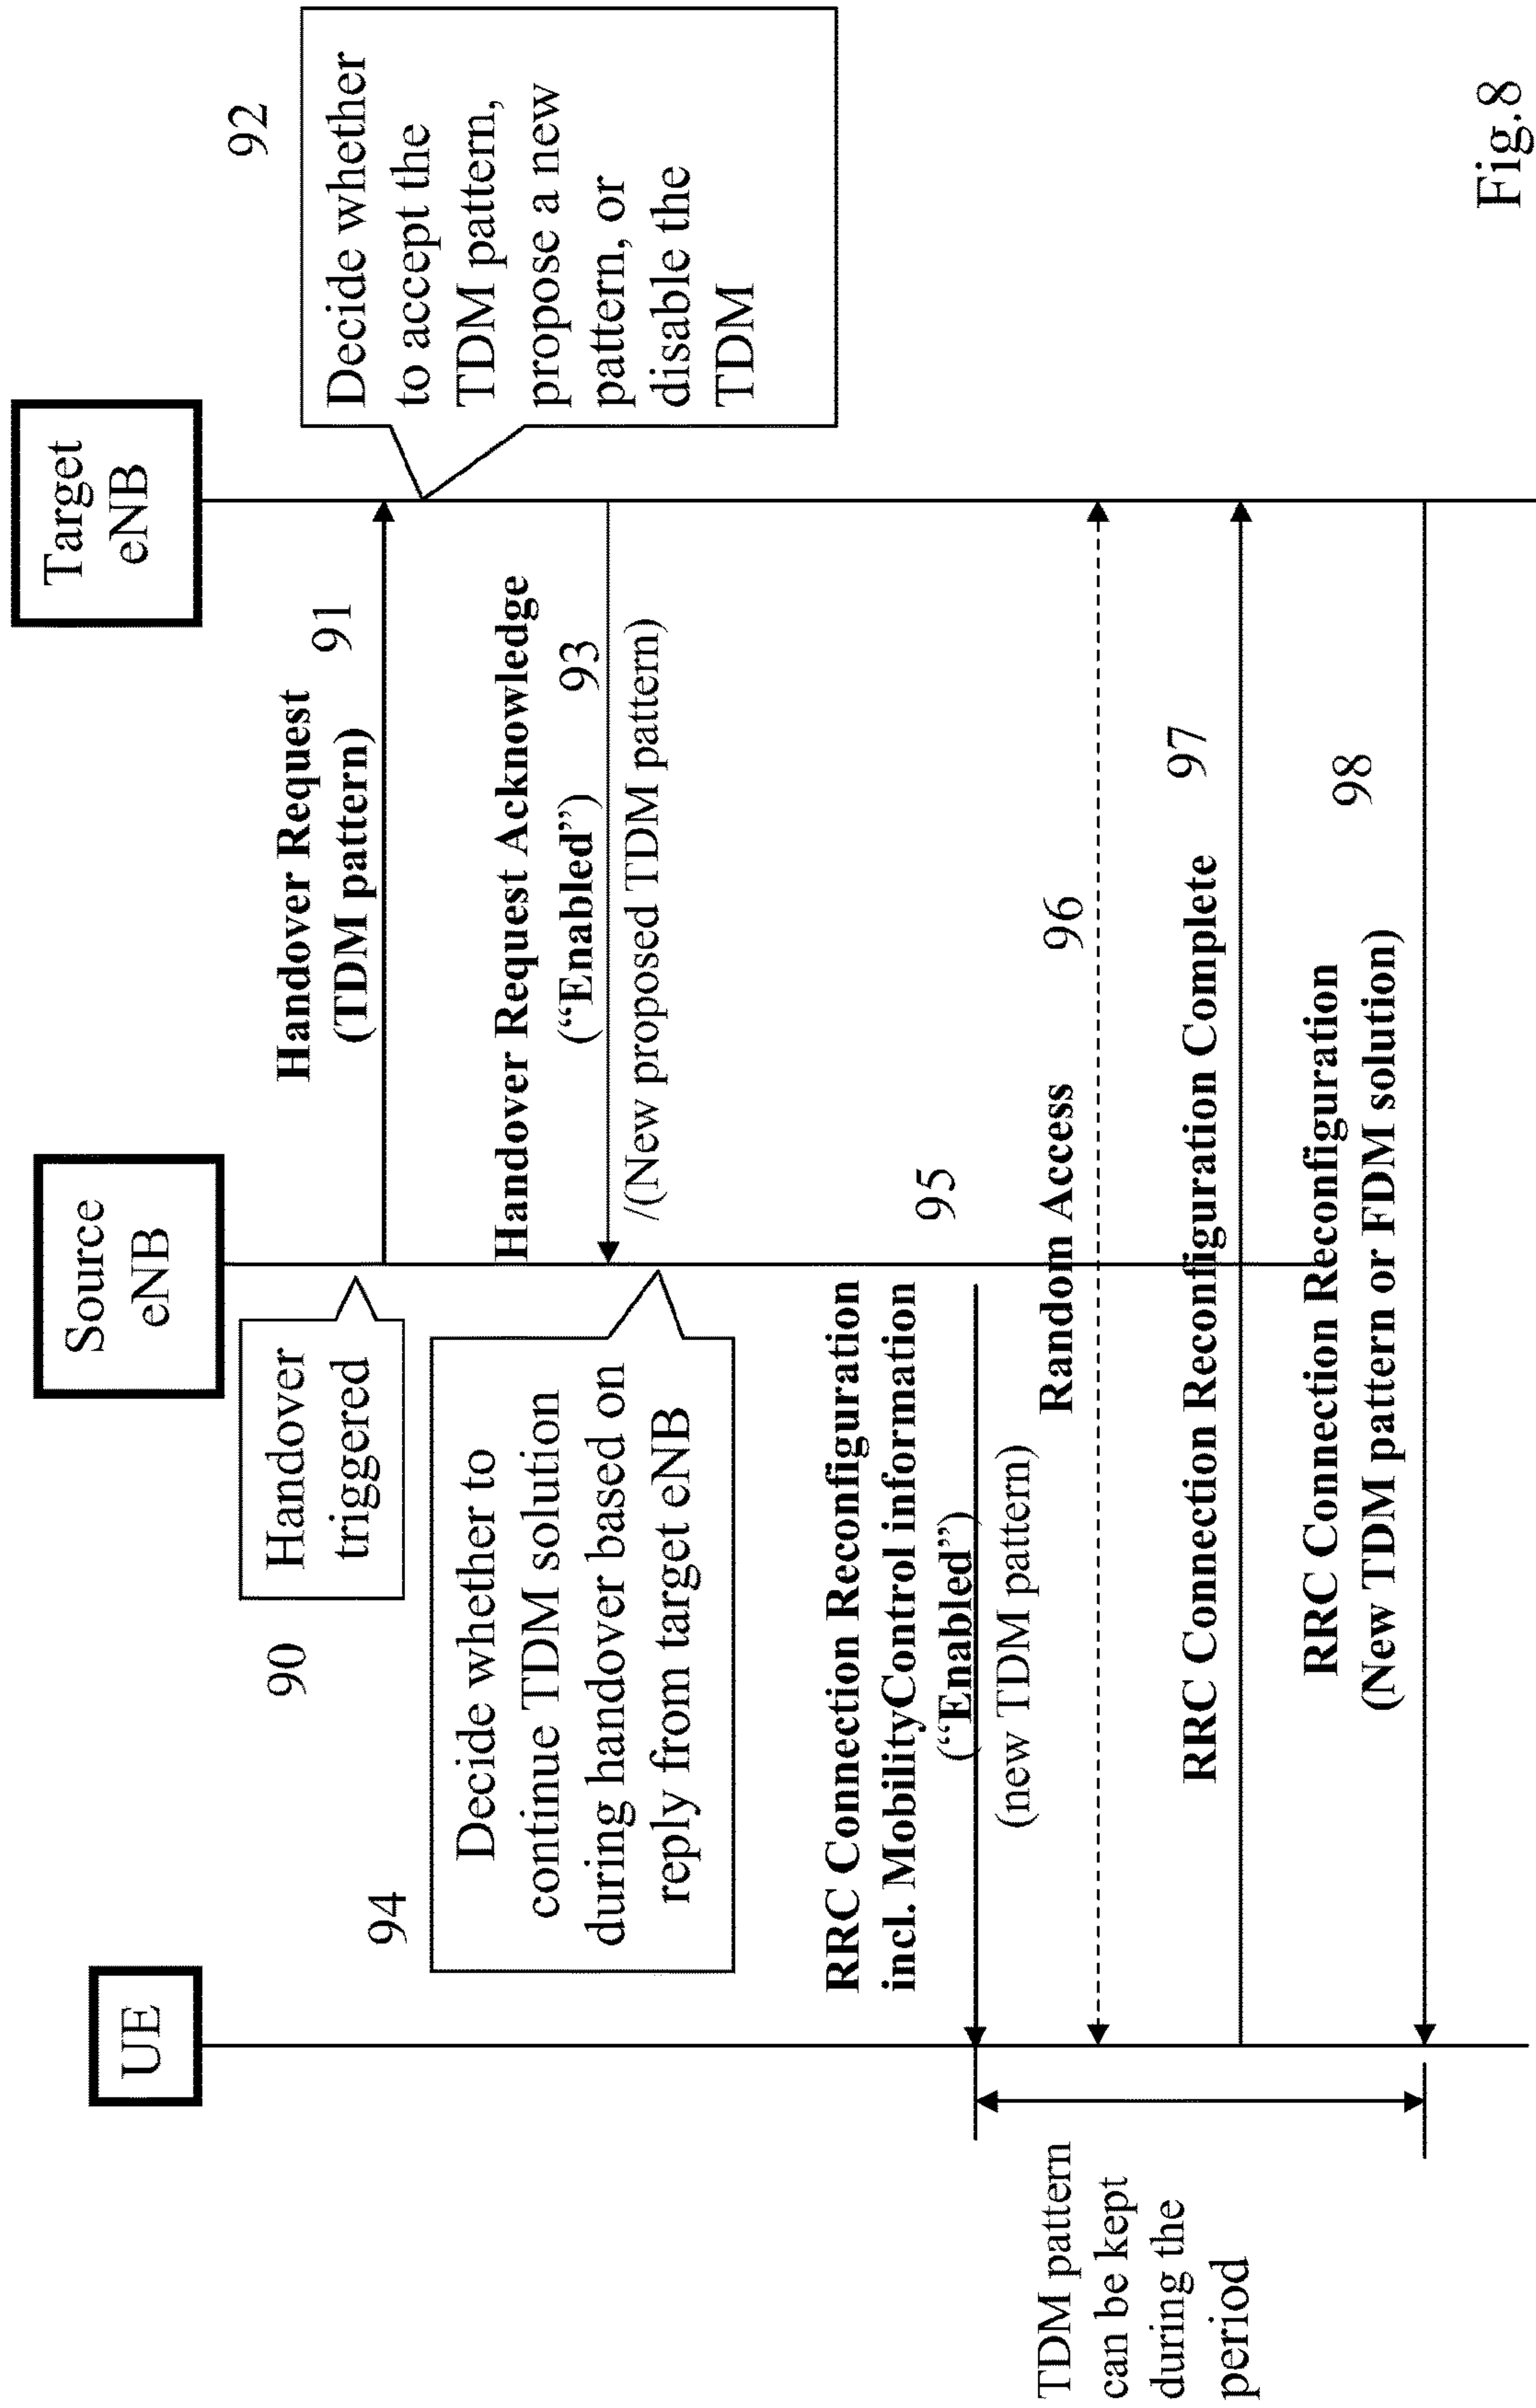 UE
Source
eNB
Target
eNB
90
Handover
triggered
Handover Request
(TDM pattern)
91
92
Decide whether
to accept the
TDM pattern,
propose a new
pattern, or
disable the
TDM
Handover Request Acknowledge
(“Enabled”)
93
/(New proposed TDM pattern)
94
Decide whether to
continue TDM solution
during handover based on
reply from target eNB
RRC Connection Reconfiguration
incl. MobilityControl information
95
(“Enabled”)
(new TDM pattern)
Random Access
96
RRC Connection Reconfiguration Complete
97
RRC Connection Reconfiguration
98
(New TDM pattern or FDM solution)
TDM pattern
can be kept
during the
period
Fig.8